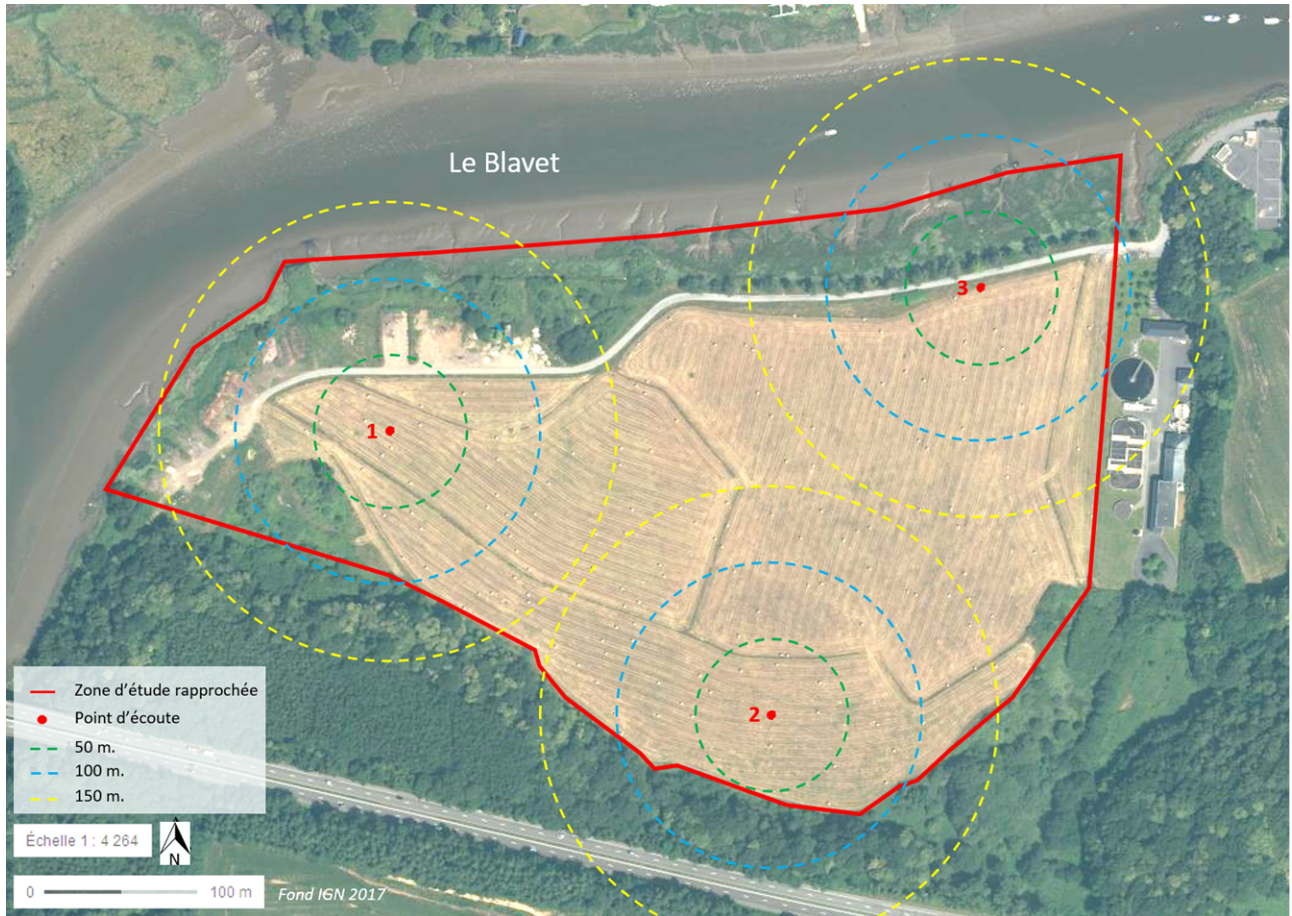 Le Blavet
3
1
2
Zone d'étude rapprochée
Point d'écoute
50 m.
100 m.
150 m.
Échelle 1 : 4 264
N
0 100 m
Fond IGN 2017